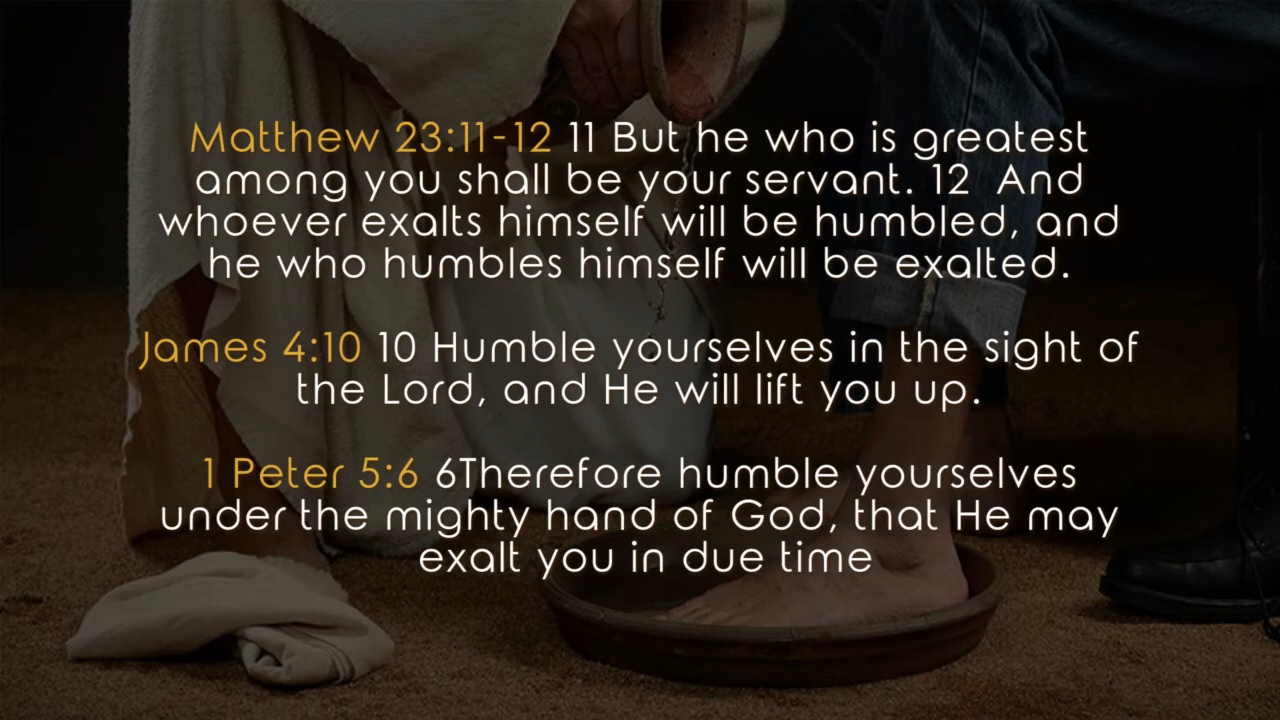 Matthew 23:11-12 11 But he who is greatest
among you shall be your servant. 12  And
whoever exalts himself will be humbled, and
he who humbles himself will be exalted.
James 4:10 10 Humble yourselves in the sight of
the Lord, and He will lift you up.
1 Peter 5:6 6Therefore humble yourselves
under the mighty hand of God, that He may
exalt you in due time